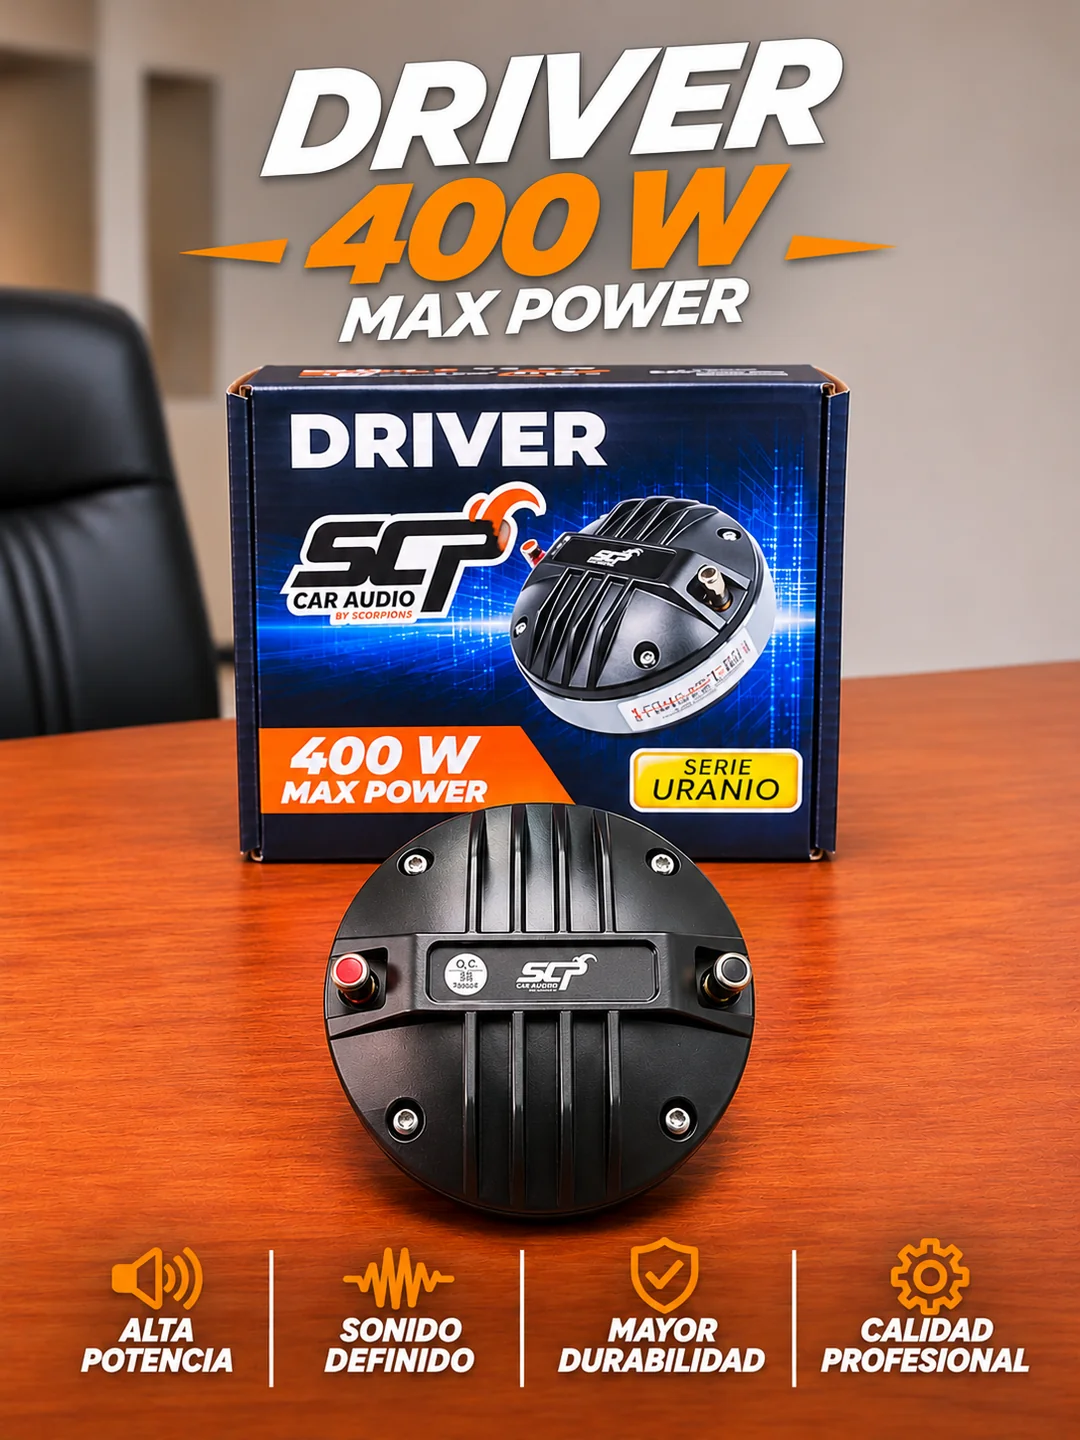 DRIVER
400 W
MAX POWER
DRIVER
SCP
CAR AUDIO
BY SCORPIONS
SCP
400 W
MAX POWER
SERIE
URANIO
Q.C.
SCP
CAR AUDIO
ALTA
POTENCIA
SONIDO
DEFINIDO
MAYOR
DURABILIDAD
CALIDAD
PROFESIONAL